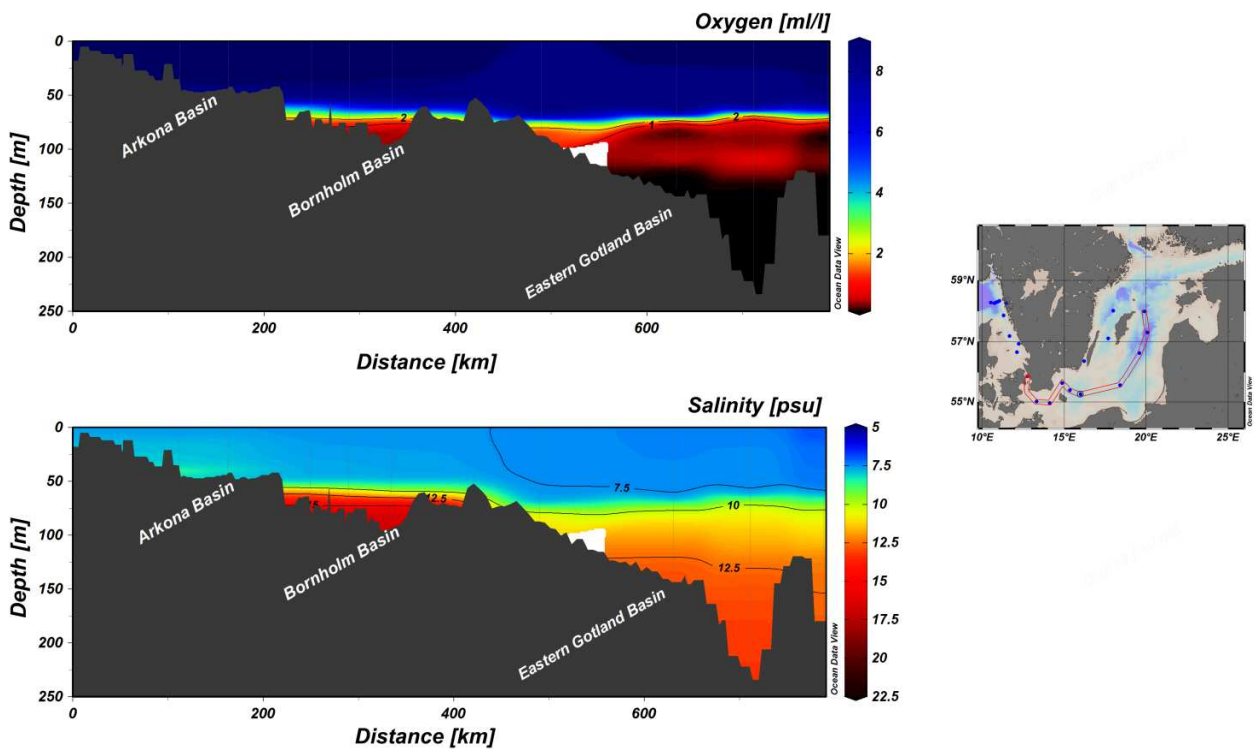 Oxygen [ml/l]
0
50
100
150
200
250
Depth [m]
Arkona Basin
Bornholm Basin
Eastern Gotland Basin
2
1
2
Ocean Data View
8
6
4
2
0
200
400
600
Distance [km]
Salinity [psu]
0
50
100
150
200
250
Depth [m]
Arkona Basin
Bornholm Basin
Eastern Gotland Basin
12.5
7.5
10
12.5
Ocean Data View
5
7.5
10
12.5
15
17.5
20
22.5
0
200
400
600
Distance [km]
59°N
57°N
55°N
10°E
15°E
20°E
25°E
Ocean Data View